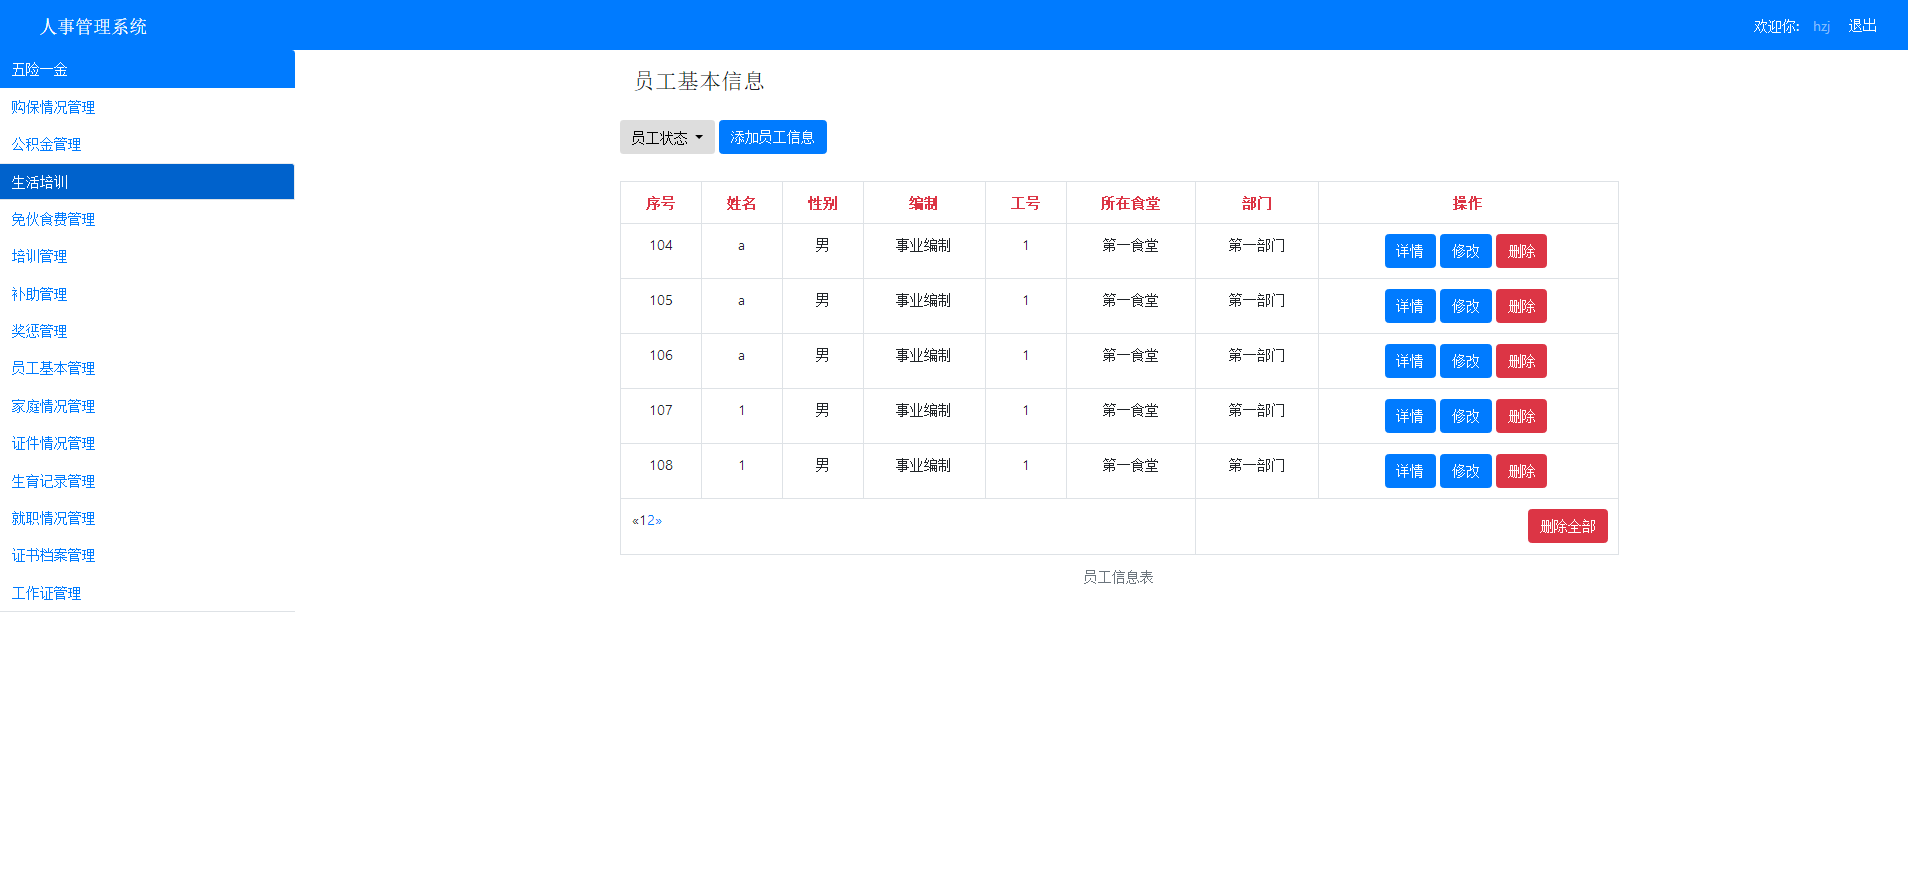 人事管理系统
欢迎你: hzj 退出
五险一金
购保情况管理
公积金管理
生活培训
免伙食费管理
培训管理
补助管理
奖惩管理
员工基本管理
家庭情况管理
证件情况管理
生育记录管理
就职情况管理
证书档案管理
工作证管理
员工基本信息
员工状态 添加员工信息
序号 姓名 性别 编制 工号 所在食堂 部门 操作
104 a 男 事业编制 1 第一食堂 第一部门 详情 修改 删除
105 a 男 事业编制 1 第一食堂 第一部门 详情 修改 删除
106 a 男 事业编制 1 第一食堂 第一部门 详情 修改 删除
107 1 男 事业编制 1 第一食堂 第一部门 详情 修改 删除
108 1 男 事业编制 1 第一食堂 第一部门 详情 修改 删除
«12» 删除全部
员工信息表